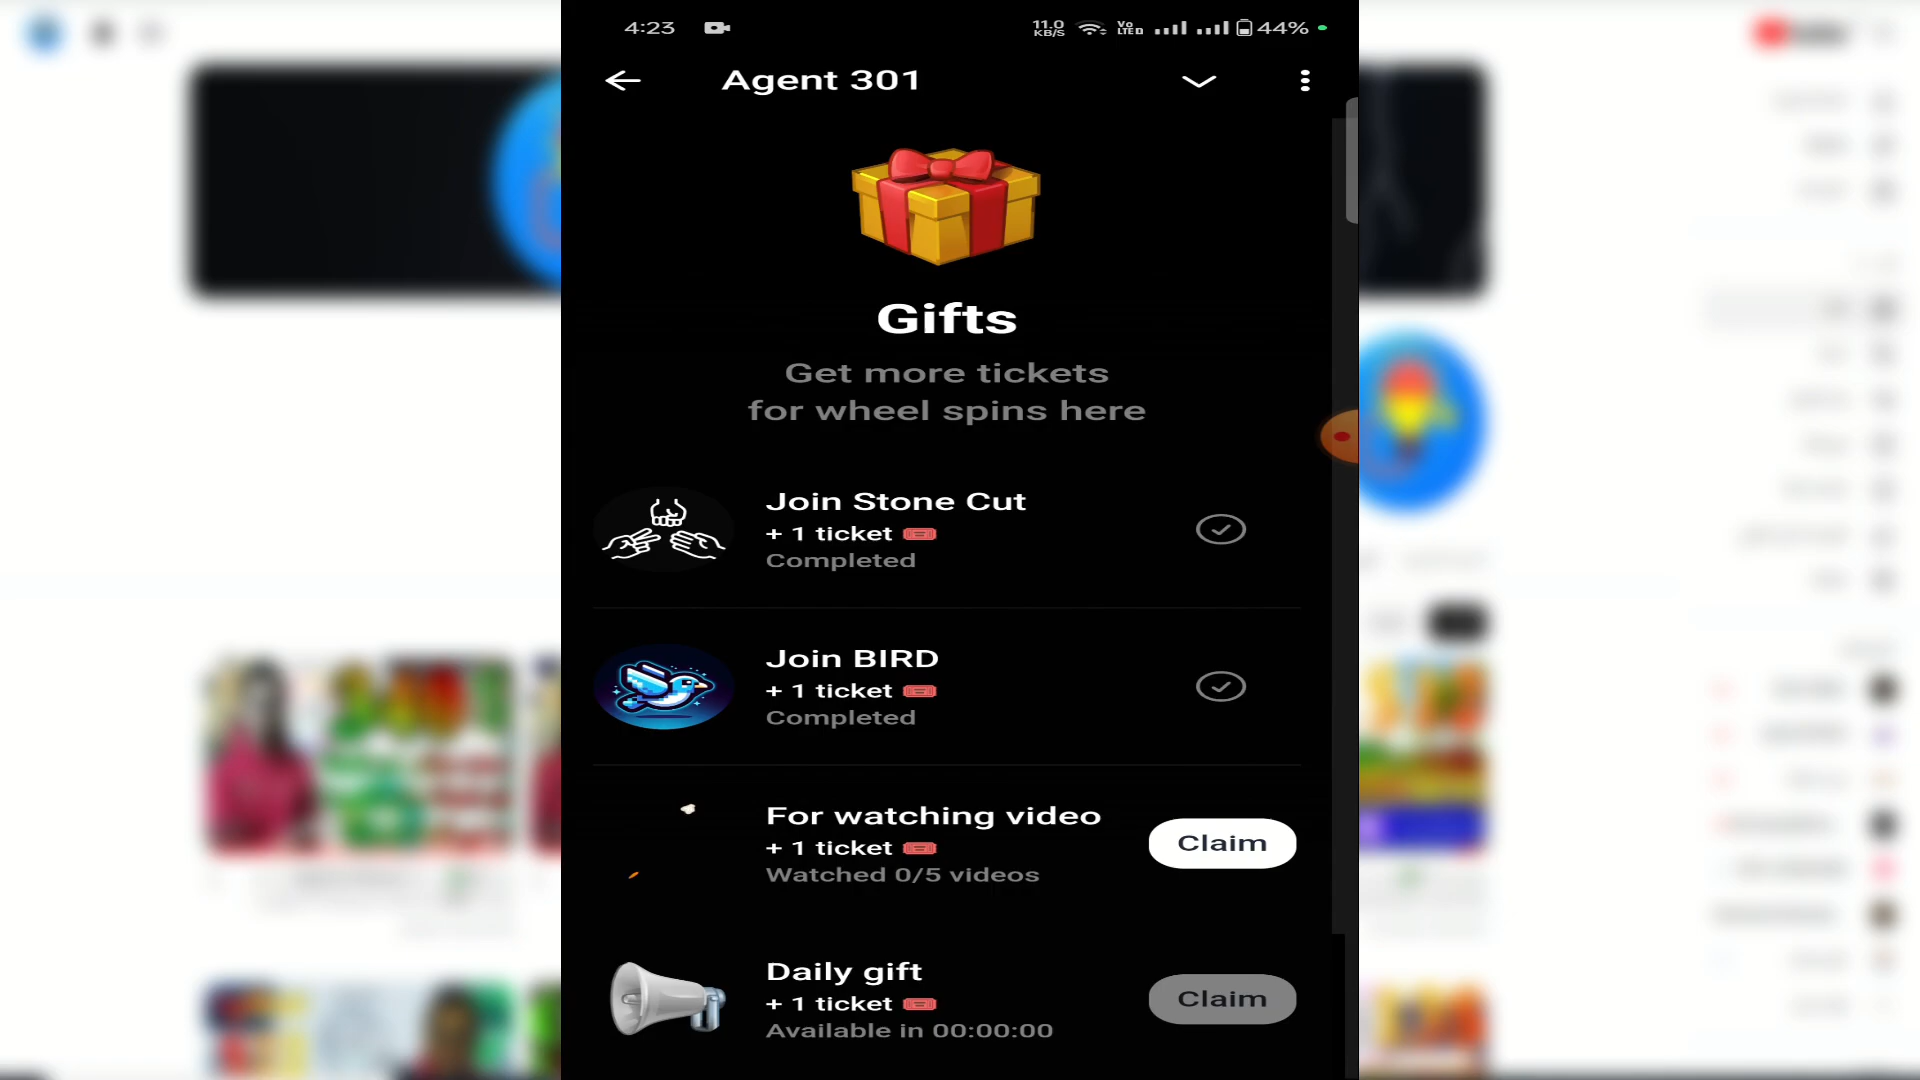 4:23
11.0 KB/S
Vo LTE
44%
Agent 301
Gifts
Get more tickets
for wheel spins here
Join Stone Cut
+ 1 ticket
Completed
Join BIRD
+ 1 ticket
Completed
For watching video
+ 1 ticket
Watched 0/5 videos
Claim
Daily gift
+ 1 ticket
Available in 00:00:00
Claim